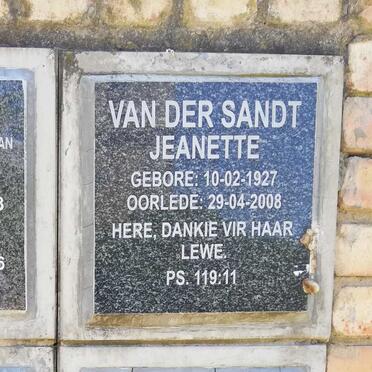 VAN DER SANDT
JEANETTE
GEBORE: 10-02-1927
OORLEDE: 29-04-2008
HERE, DANKIE VIR HAAR
LEWE.
PS. 119:11